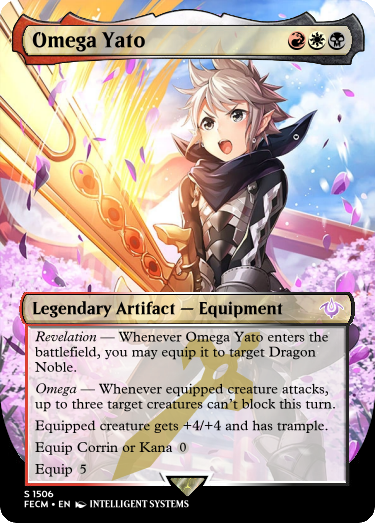 Omega Yato
Legendary Artifact — Equipment
Revelation — Whenever Omega Yato enters the
battlefield, you may equip it to target Dragon
Noble.
Omega — Whenever equipped creature attacks,
up to three target creatures can't block this turn.
Equipped creature gets +4/+4 and has trample.
Equip Corrin or Kana 0
Equip 5
S 1506
FECM • EN INTELLIGENT SYSTEMS